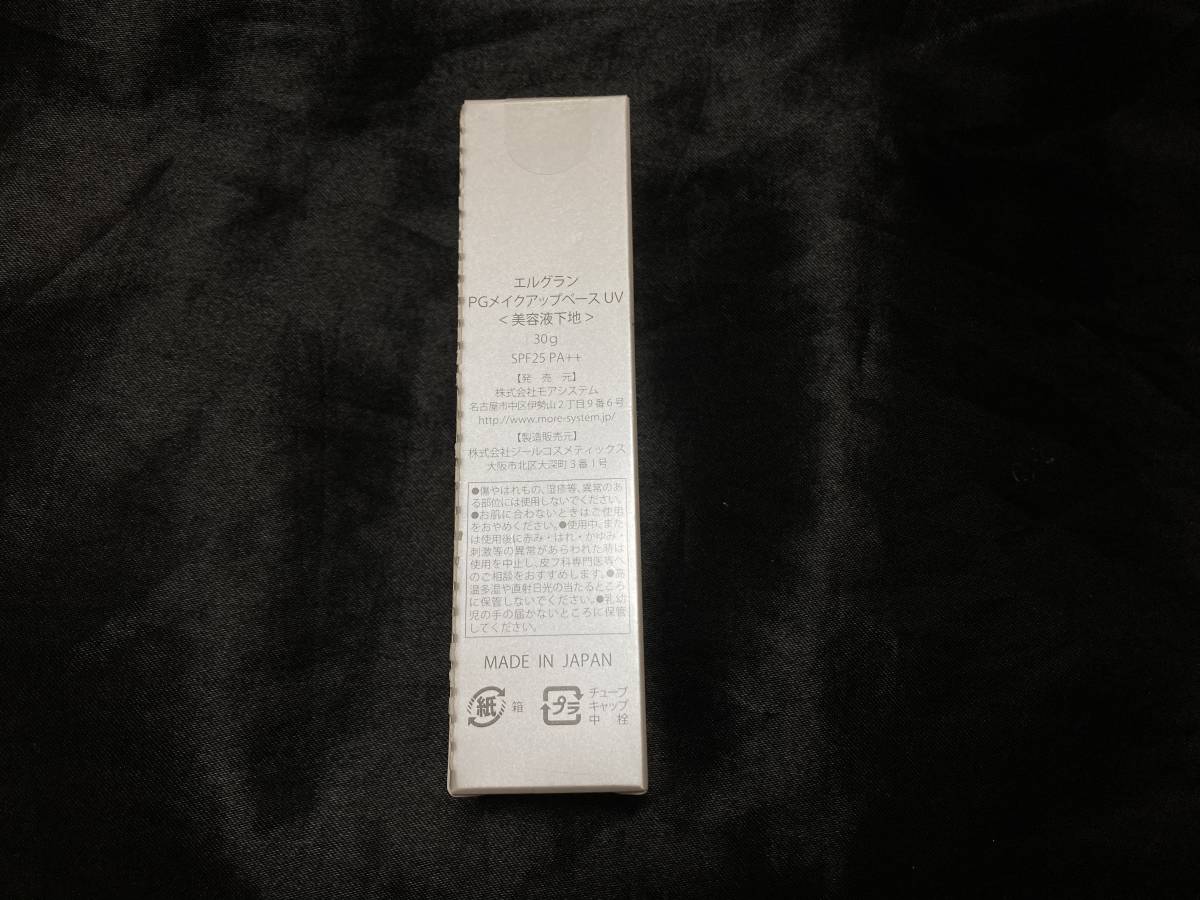 エルグラン
PGメイクアップベース UV
＜美容液下地＞
30g
SPF25 PA++
【発　売　元】
株式会社モアシステム
名古屋市中区伊勢山2丁目9番6号
http://www.more-system.jp/
【製造販売元】
株式会社ジールコスメティックス
大阪市北区大深町3番1号
●傷やはれもの、湿疹等、異常のあ
る部位には使用しないでください。
●お肌に合わないときはご使用
をおやめください。●使用中、また
は使用後に赤み・はれ・かゆみ・
刺激等の異常があらわれた時は
使用を中止し、皮フ科専門医等へ
のご相談をおすすめします。●高
温多湿や直射日光の当たるところ
に保管しないでください。●乳幼
児の手の届かないところに保管
してください。
MADE IN JAPAN
紙 箱
プラ チューブ
キャップ
中　栓